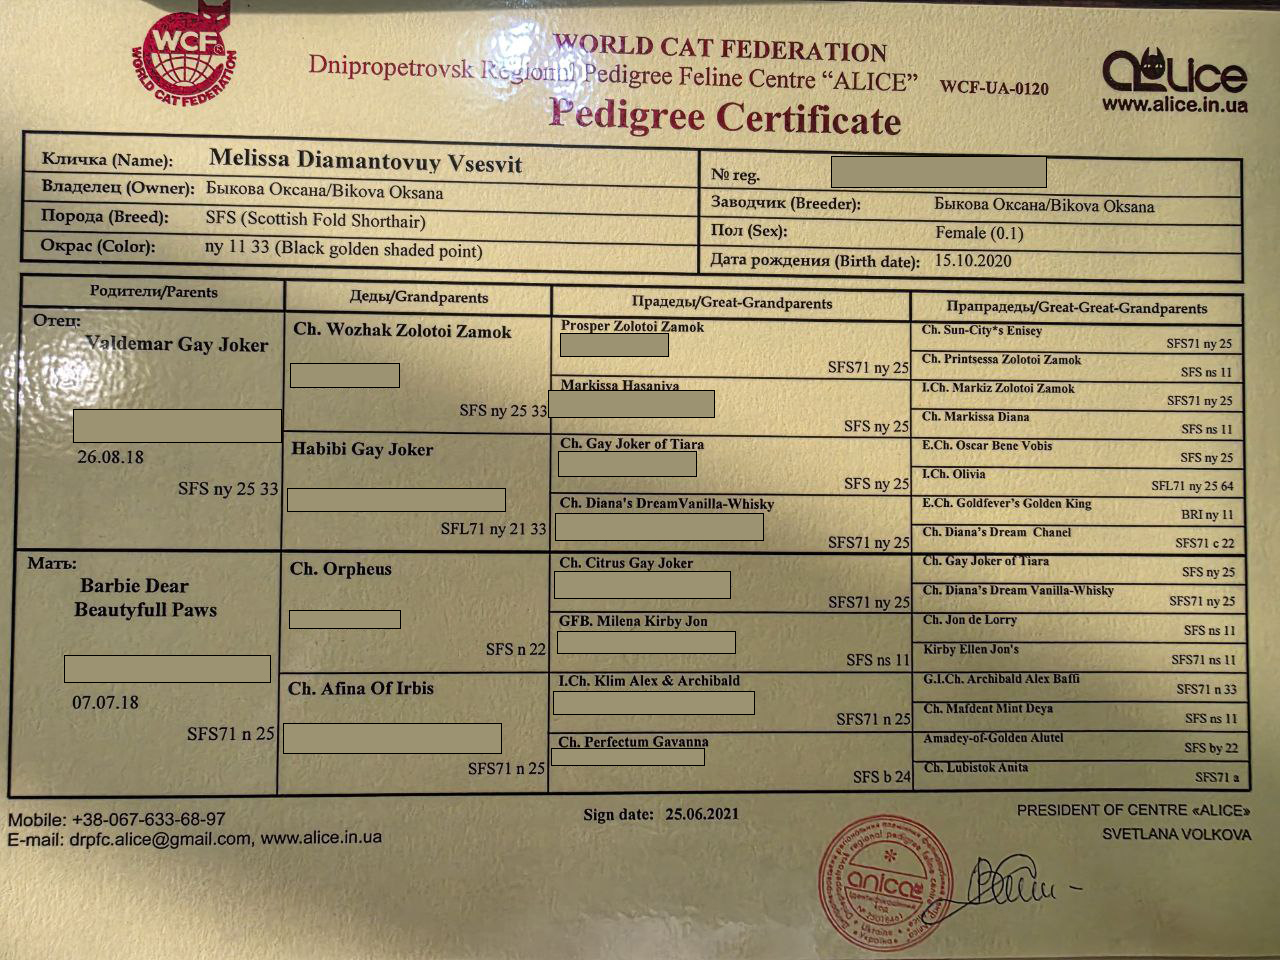 WCF
WORLD CAT FEDERATION
WORLD CAT FEDERATION
Dnipropetrovsk Regional Pedigree Feline Centre “ALICE” WCF-UA-0120
Pedigree Certificate
aLice
www.alice.in.ua
Кличка (Name): Melissa Diamantovuy Vsesvit
Владелец (Owner): Быкова Оксана/Bikova Oksana
Порода (Breed): SFS (Scottish Fold Shorthair)
Окрас (Color): ny 11 33 (Black golden shaded point)
№ reg.
Заводчик (Breeder): Быкова Оксана/Bikova Oksana
Пол (Sex): Female (0.1)
Дата рождения (Birth date): 15.10.2020
Родители/Parents
Деды/Grandparents
Прадеды/Great-Grandparents
Прапрадеды/Great-Great-Grandparents
Отец:
Valdemar Gay Joker
26.08.18
SFS ny 25 33
Мать:
Barbie Dear
Beautyfull Paws
07.07.18
SFS71 n 25
Ch. Wozhak Zolotoi Zamok
SFS ny 25 33
Habibi Gay Joker
SFL71 ny 21 33
Ch. Orpheus
SFS n 22
Ch. Afina Of Irbis
SFS71 n 25
Prosper Zolotoi Zamok
SFS71 ny 25
Markissa Hasaniya
SFS ny 25
Ch. Gay Joker of Tiara
SFS ny 25
Ch. Diana's DreamVanilla-Whisky
SFS71 ny 25
Ch. Citrus Gay Joker
SFS71 ny 25
GFB. Milena Kirby Jon
SFS ns 11
I.Ch. Klim Alex & Archibald
SFS71 n 25
Ch. Perfectum Gavanna
SFS b 24
Ch. Sun-City*s Enisey
SFS71 ny 25
Ch. Printsessa Zolotoi Zamok
SFS ns 11
I.Ch. Markiz Zolotoi Zamok
SFS71 ny 25
Ch. Markissa Diana
SFS ns 11
E.Ch. Oscar Bene Vobis
SFS ny 25
I.Ch. Olivia
SFL71 ny 25 64
E.Ch. Goldfever's Golden King
BRI ny 11
Ch. Diana's Dream Chanel
SFS71 c 22
Ch. Gay Joker of Tiara
SFS ny 25
Ch. Diana's Dream Vanilla-Whisky
SFS71 ny 25
Ch. Jon de Lorry
SFS ns 11
Kirby Ellen Jon's
SFS71 ns 11
G.I.Ch. Archibald Alex Baffi
SFS71 n 33
Ch. Mafdent Mint Deya
SFS ns 11
Amadey-of-Golden Alutel
SFS by 22
Ch. Lubistok Anita
SFS71 a
Mobile: +38-067-633-68-97
E-mail: drpfc.alice@gmail.com, www.alice.in.ua
Sign date: 25.06.2021
PRESIDENT OF CENTRE «ALICE»
SVETLANA VOLKOVA
Ukraine
Україна